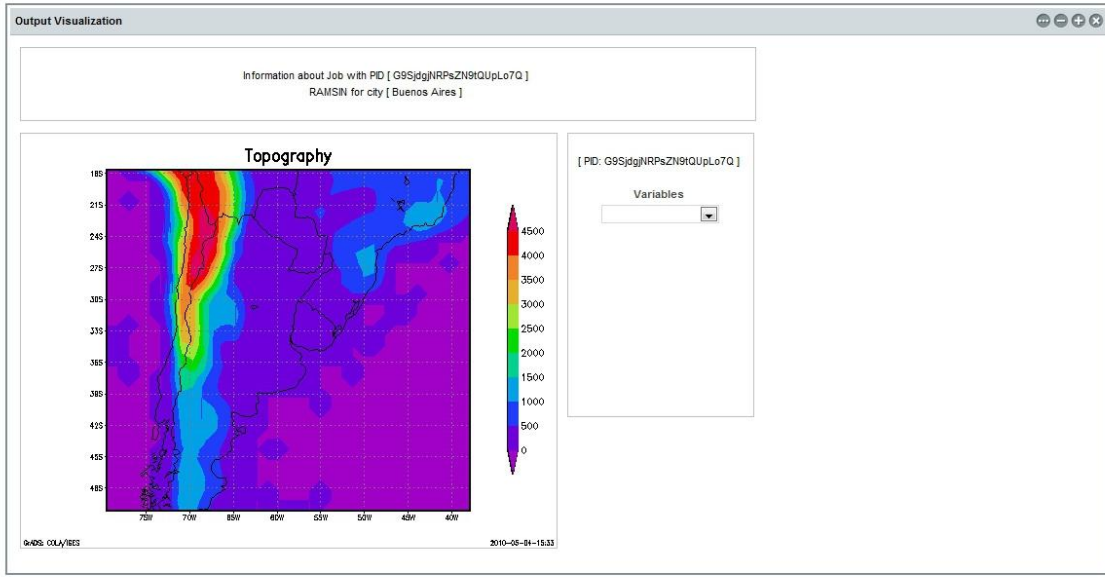 Output Visualization
Information about Job with PID [ G9SjdgjNRPsZN9tQUpLo7Q ]
RAMSIN for city [ Buenos Aires ]
Topography
18S
21S
24S
27S
30S
33S
36S
39S
42S
45S
48S
75W 70W 65W 60W 55W 50W 45W 40W
4500
4000
3500
3000
2500
2000
1500
1000
500
0
GrADS: COLA/IGES
2010-05-04-15:33
[ PID: G9SjdgjNRPsZN9tQUpLo7Q ]
Variables